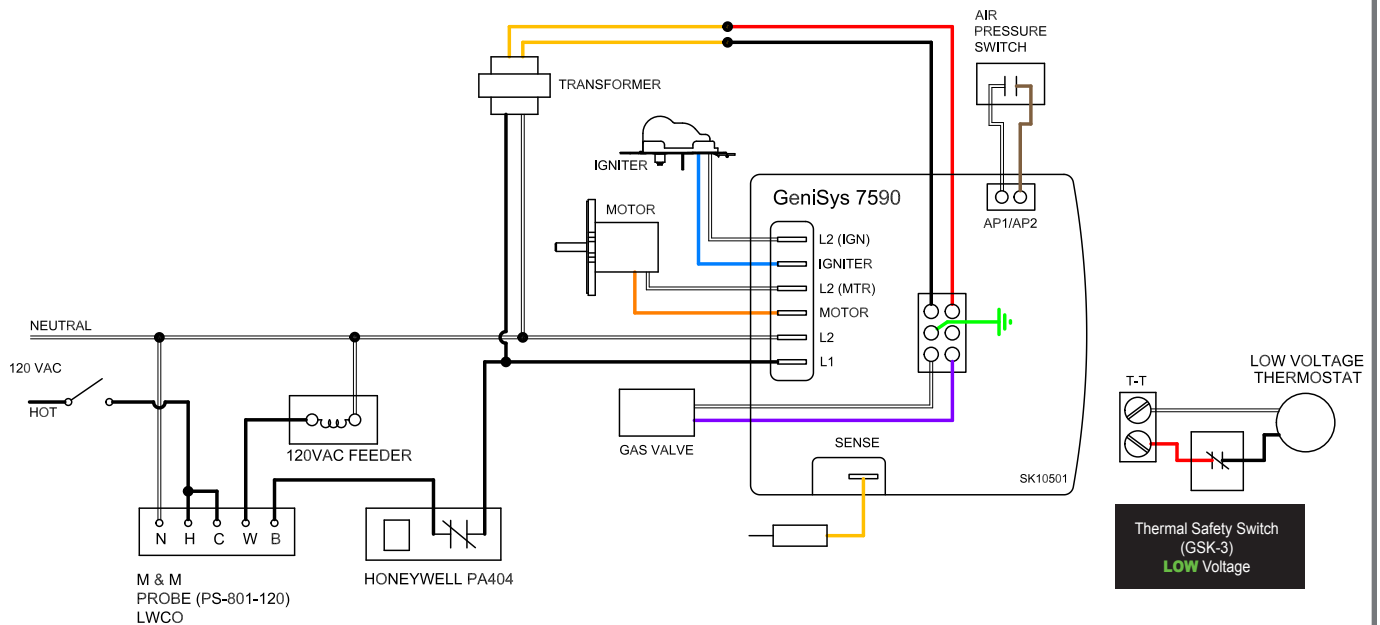 AIR
PRESSURE
SWITCH
TRANSFORMER
IGNITER
GeniSys 7590
AP1/AP2
MOTOR
L2 (IGN)
IGNITER
L2 (MTR)
MOTOR
L2
L1
NEUTRAL
120 VAC
HOT
120VAC FEEDER
GAS VALVE
SENSE
SK10501
T-T
LOW VOLTAGE
THERMOSTAT
N H C W B
M & M
PROBE (PS-801-120)
LWCO
HONEYWELL PA404
Thermal Safety Switch
(GSK-3)
LOW Voltage